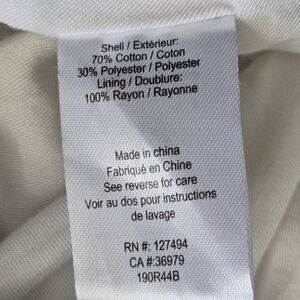 Shell / Extérieur:
70% Cotton / Coton
30% Polyester / Polyester
Lining / Doublure:
100% Rayon / Rayonne
Made in china
Fabriqué en Chine
See reverse for care
Voir au dos pour instructions
de lavage
RN #: 127494
CA #:36979
190R44B